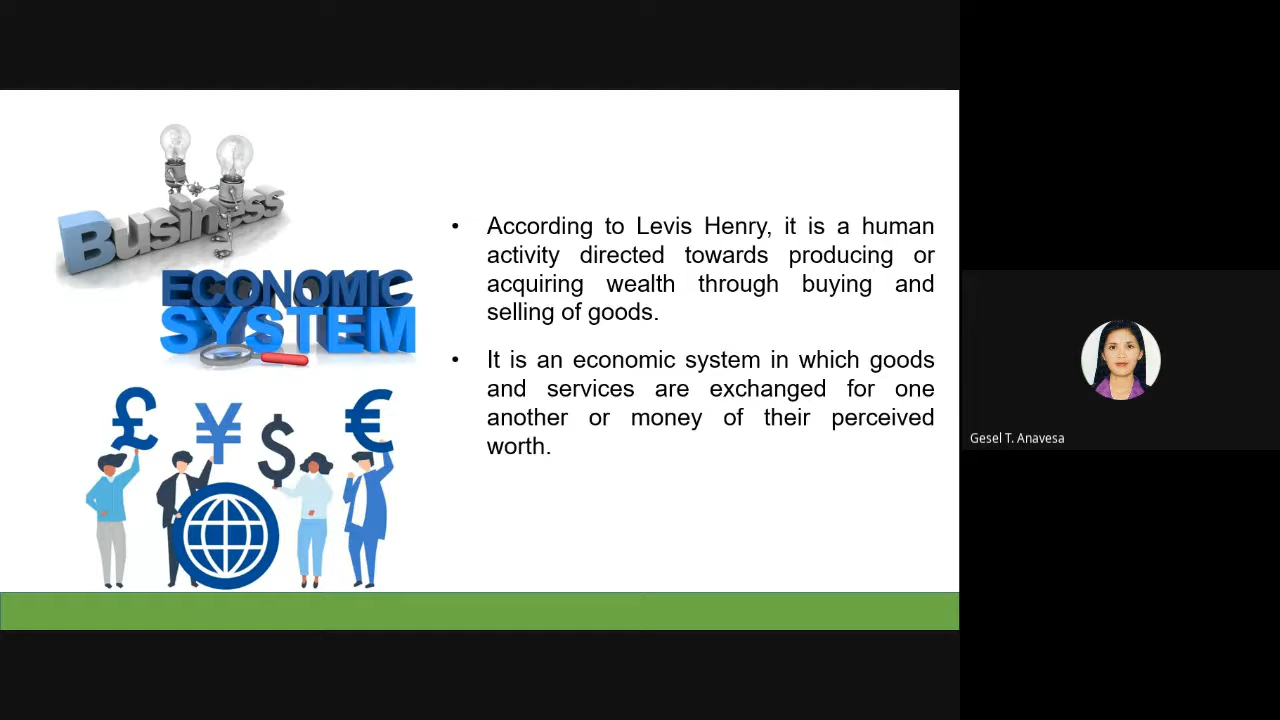 Business
ECONOMIC
SYSTEM
£ ¥ $ €
• According to Levis Henry, it is a human
activity directed towards producing or
acquiring wealth through buying and
selling of goods.
• It is an economic system in which goods
and services are exchanged for one
another or money of their perceived
worth.
Gesel T. Anavesa